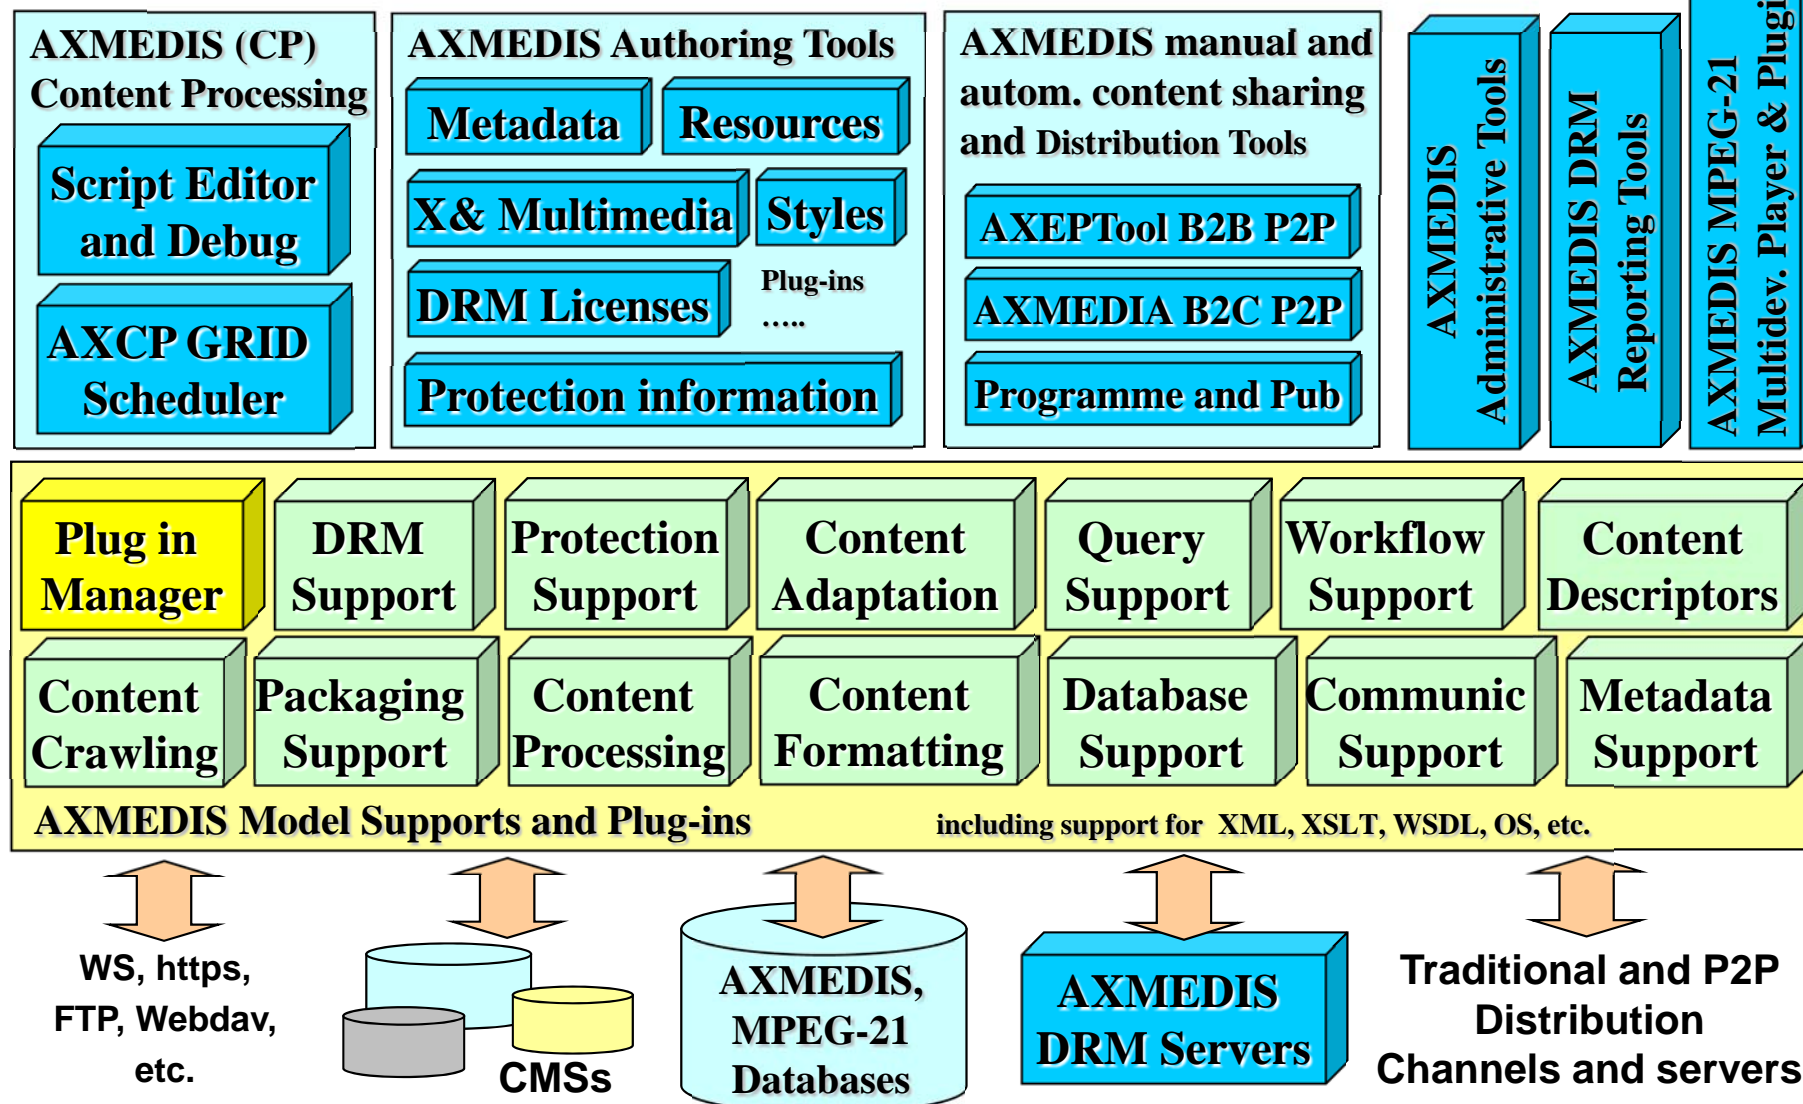 AXMEDIS (CP)
Content Processing
Script Editor
and Debug
AXCP GRID
Scheduler
AXMEDIS Authoring Tools
Metadata
Resources
X& Multimedia
Styles
DRM Licenses
Plug-ins
.....
Protection information
AXMEDIS manual and
autom. content sharing
and Distribution Tools
AXEPTool B2B P2P
AXMEDIA B2C P2P
Programme and Pub
AXMEDIS
Administrative Tools
AXMEDIS DRM
Reporting Tools
AXMEDIS MPEG-21
Multidev. Player & Plugi
Plug in
Manager
DRM
Support
Protection
Support
Content
Adaptation
Query
Support
Workflow
Support
Content
Descriptors
Content
Crawling
Packaging
Support
Content
Processing
Content
Formatting
Database
Support
Communic
Support
Metadata
Support
AXMEDIS Model Supports and Plug-ins
including support for XML, XSLT, WSDL, OS, etc.
WS, https,
FTP, Webdav,
etc.
CMSs
AXMEDIS,
MPEG-21
Databases
AXMEDIS
DRM Servers
Traditional and P2P
Distribution
Channels and servers